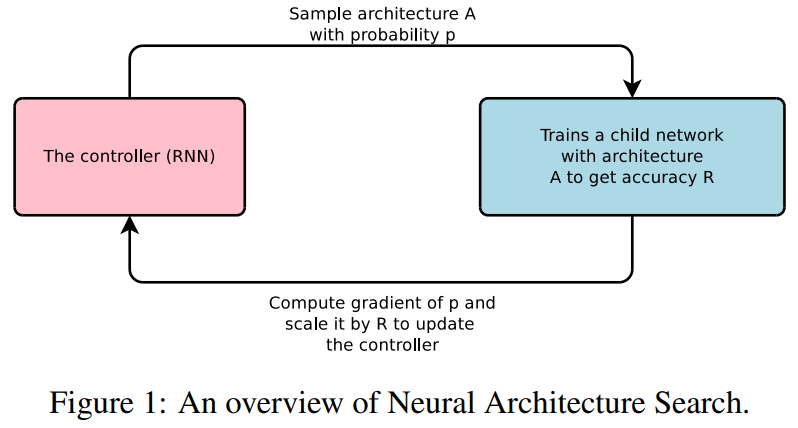 Sample architecture A
with probability p
The controller (RNN)
Trains a child network
with architecture
A to get accuracy R
Compute gradient of p and
scale it by R to update
the controller
Figure 1: An overview of Neural Architecture Search.